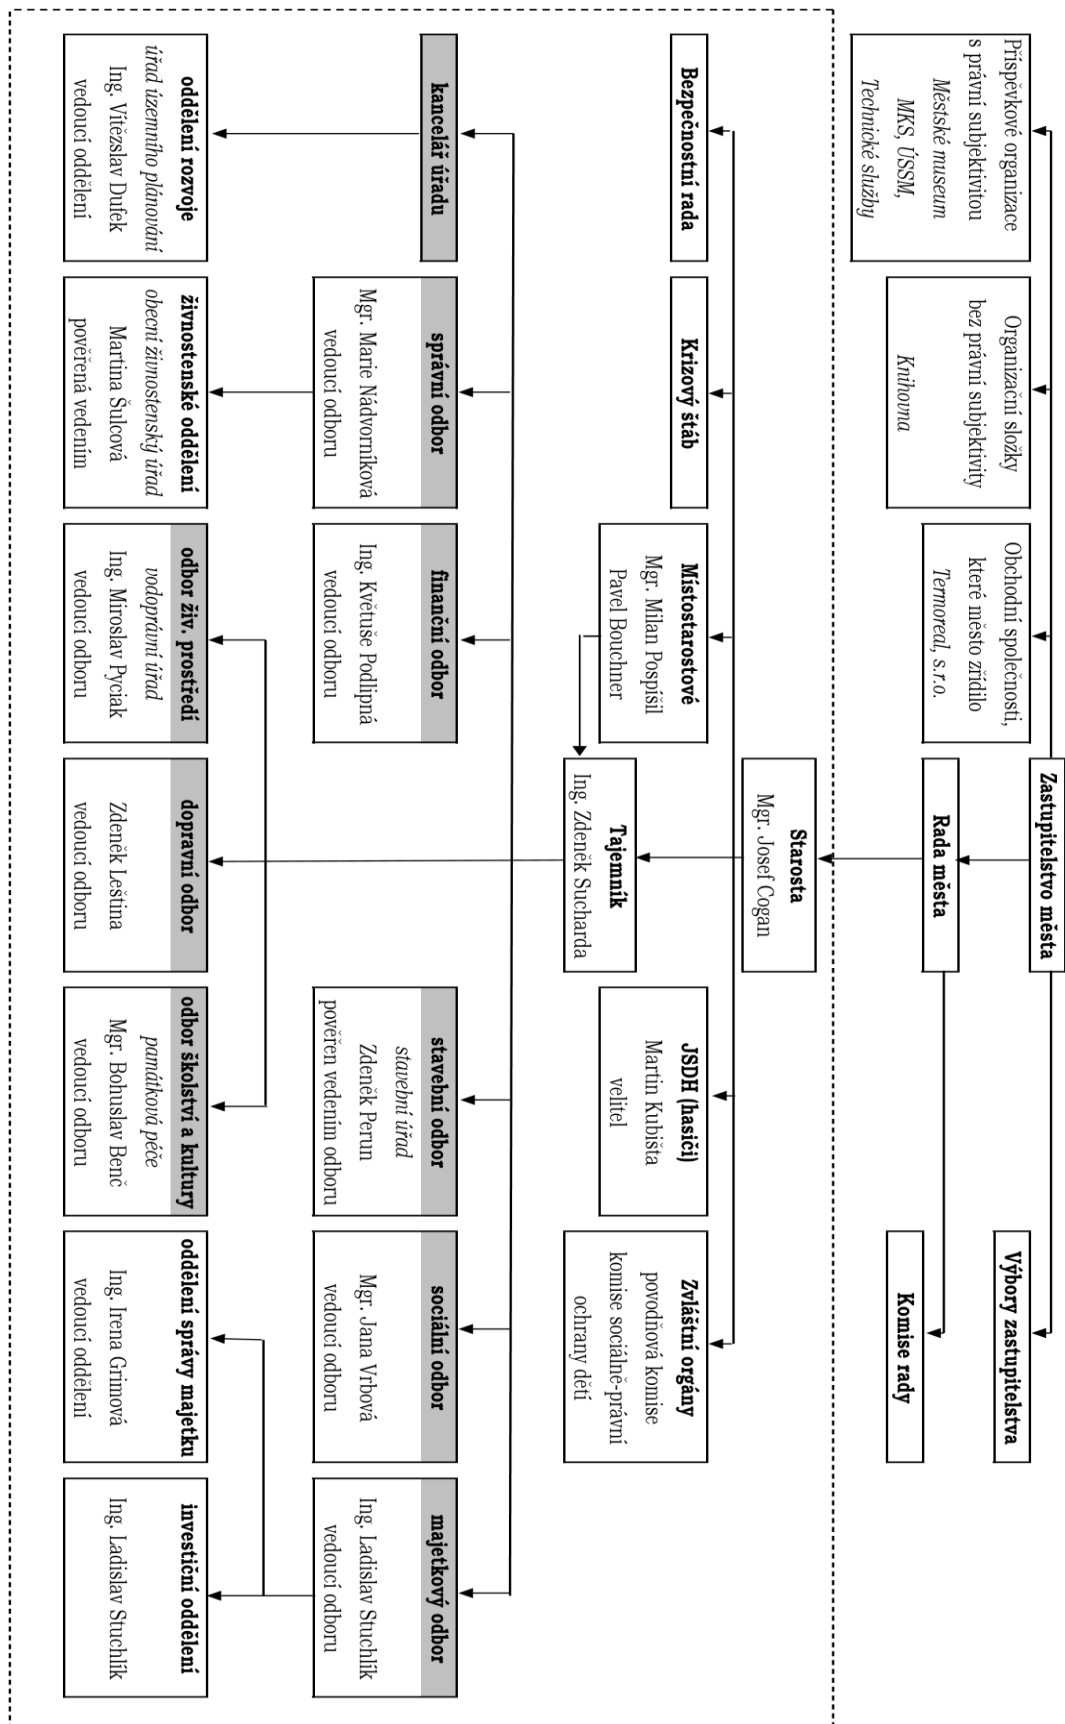 Zastupitelstvo města
Příspěvkové organizace
s právní subjektivitou
Městské museum
MKS, ÚSSM,
Technické služby
Organizační složky
bez právní subjektivity
Knihovna
Obchodní společnosti,
které město zřídilo
Termoreal, s.r.o.
Rada města
Výbory zastupitelstva
Komise rady
Starosta
Mgr. Josef Cogan
Bezpečnostní rada
Krizový štáb
Místostarostové
Mgr. Milan Pospíšil
Pavel Bouchner
Tajemník
Ing. Zdeněk Sucharda
JSDH (hasiči)
Martin Kubišta
velitel
Zvláštní orgány
povodňová komise
komise sociálně-právní
ochrany dětí
kancelář úřadu
správní odbor
Mgr. Marie Nádvorníková
vedoucí odboru
finanční odbor
Ing. Květuše Podlipná
vedoucí odboru
stavební odbor
stavební úřad
Zdeněk Perun
pověřen vedením odboru
sociální odbor
Mgr. Jana Vrbová
vedoucí odboru
majetkový odbor
Ing. Ladislav Stuchlík
vedoucí odboru
oddělení rozvoje
úřad územního plánování
Ing. Vítězslav Dufek
vedoucí oddělení
živnostenské oddělení
obecní živnostenský úřad
Martina Šulcová
pověřená vedením
odbor živ. prostředí
vodoprávní úřad
Ing. Miroslav Pyciak
vedoucí odboru
dopravní odbor
Zdeněk Leština
vedoucí odboru
odbor školství a kultury
památková péče
Mgr. Bohuslav Benč
vedoucí odboru
oddělení správy majetku
Ing. Irena Grimová
vedoucí oddělení
investiční oddělení
Ing. Ladislav Stuchlík